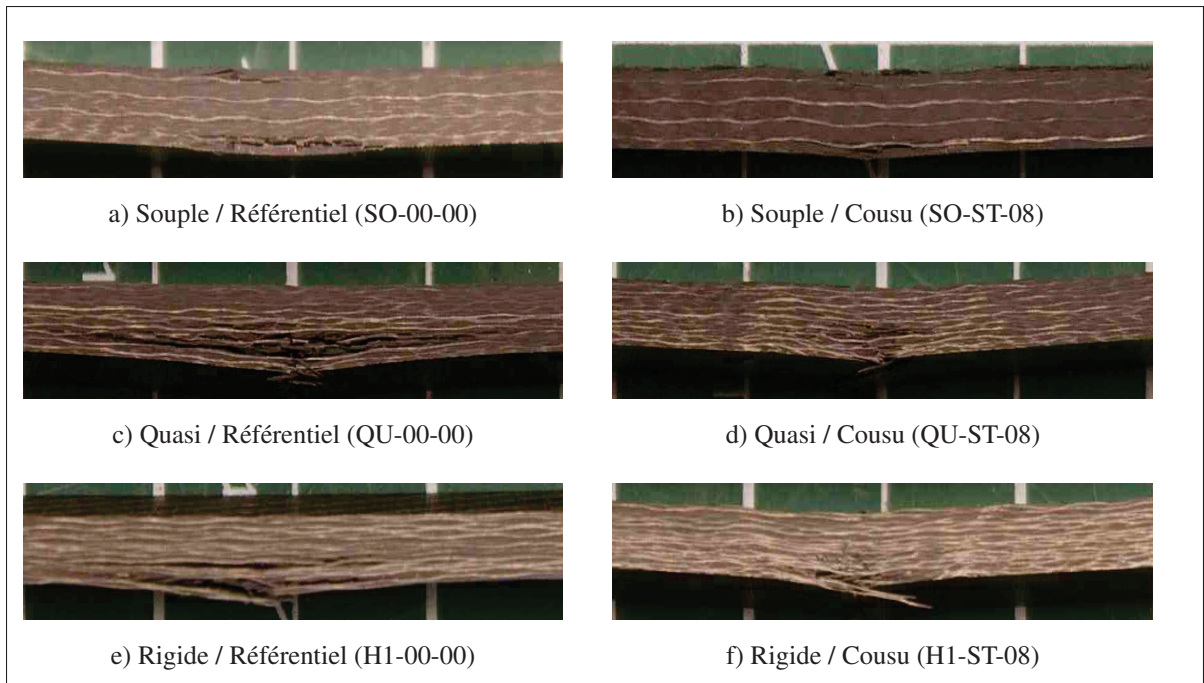 a) Souple / Référentiel (SO-00-00)
b) Souple / Cousu (SO-ST-08)
c) Quasi / Référentiel (QU-00-00)
d) Quasi / Cousu (QU-ST-08)
e) Rigide / Référentiel (H1-00-00)
f) Rigide / Cousu (H1-ST-08)